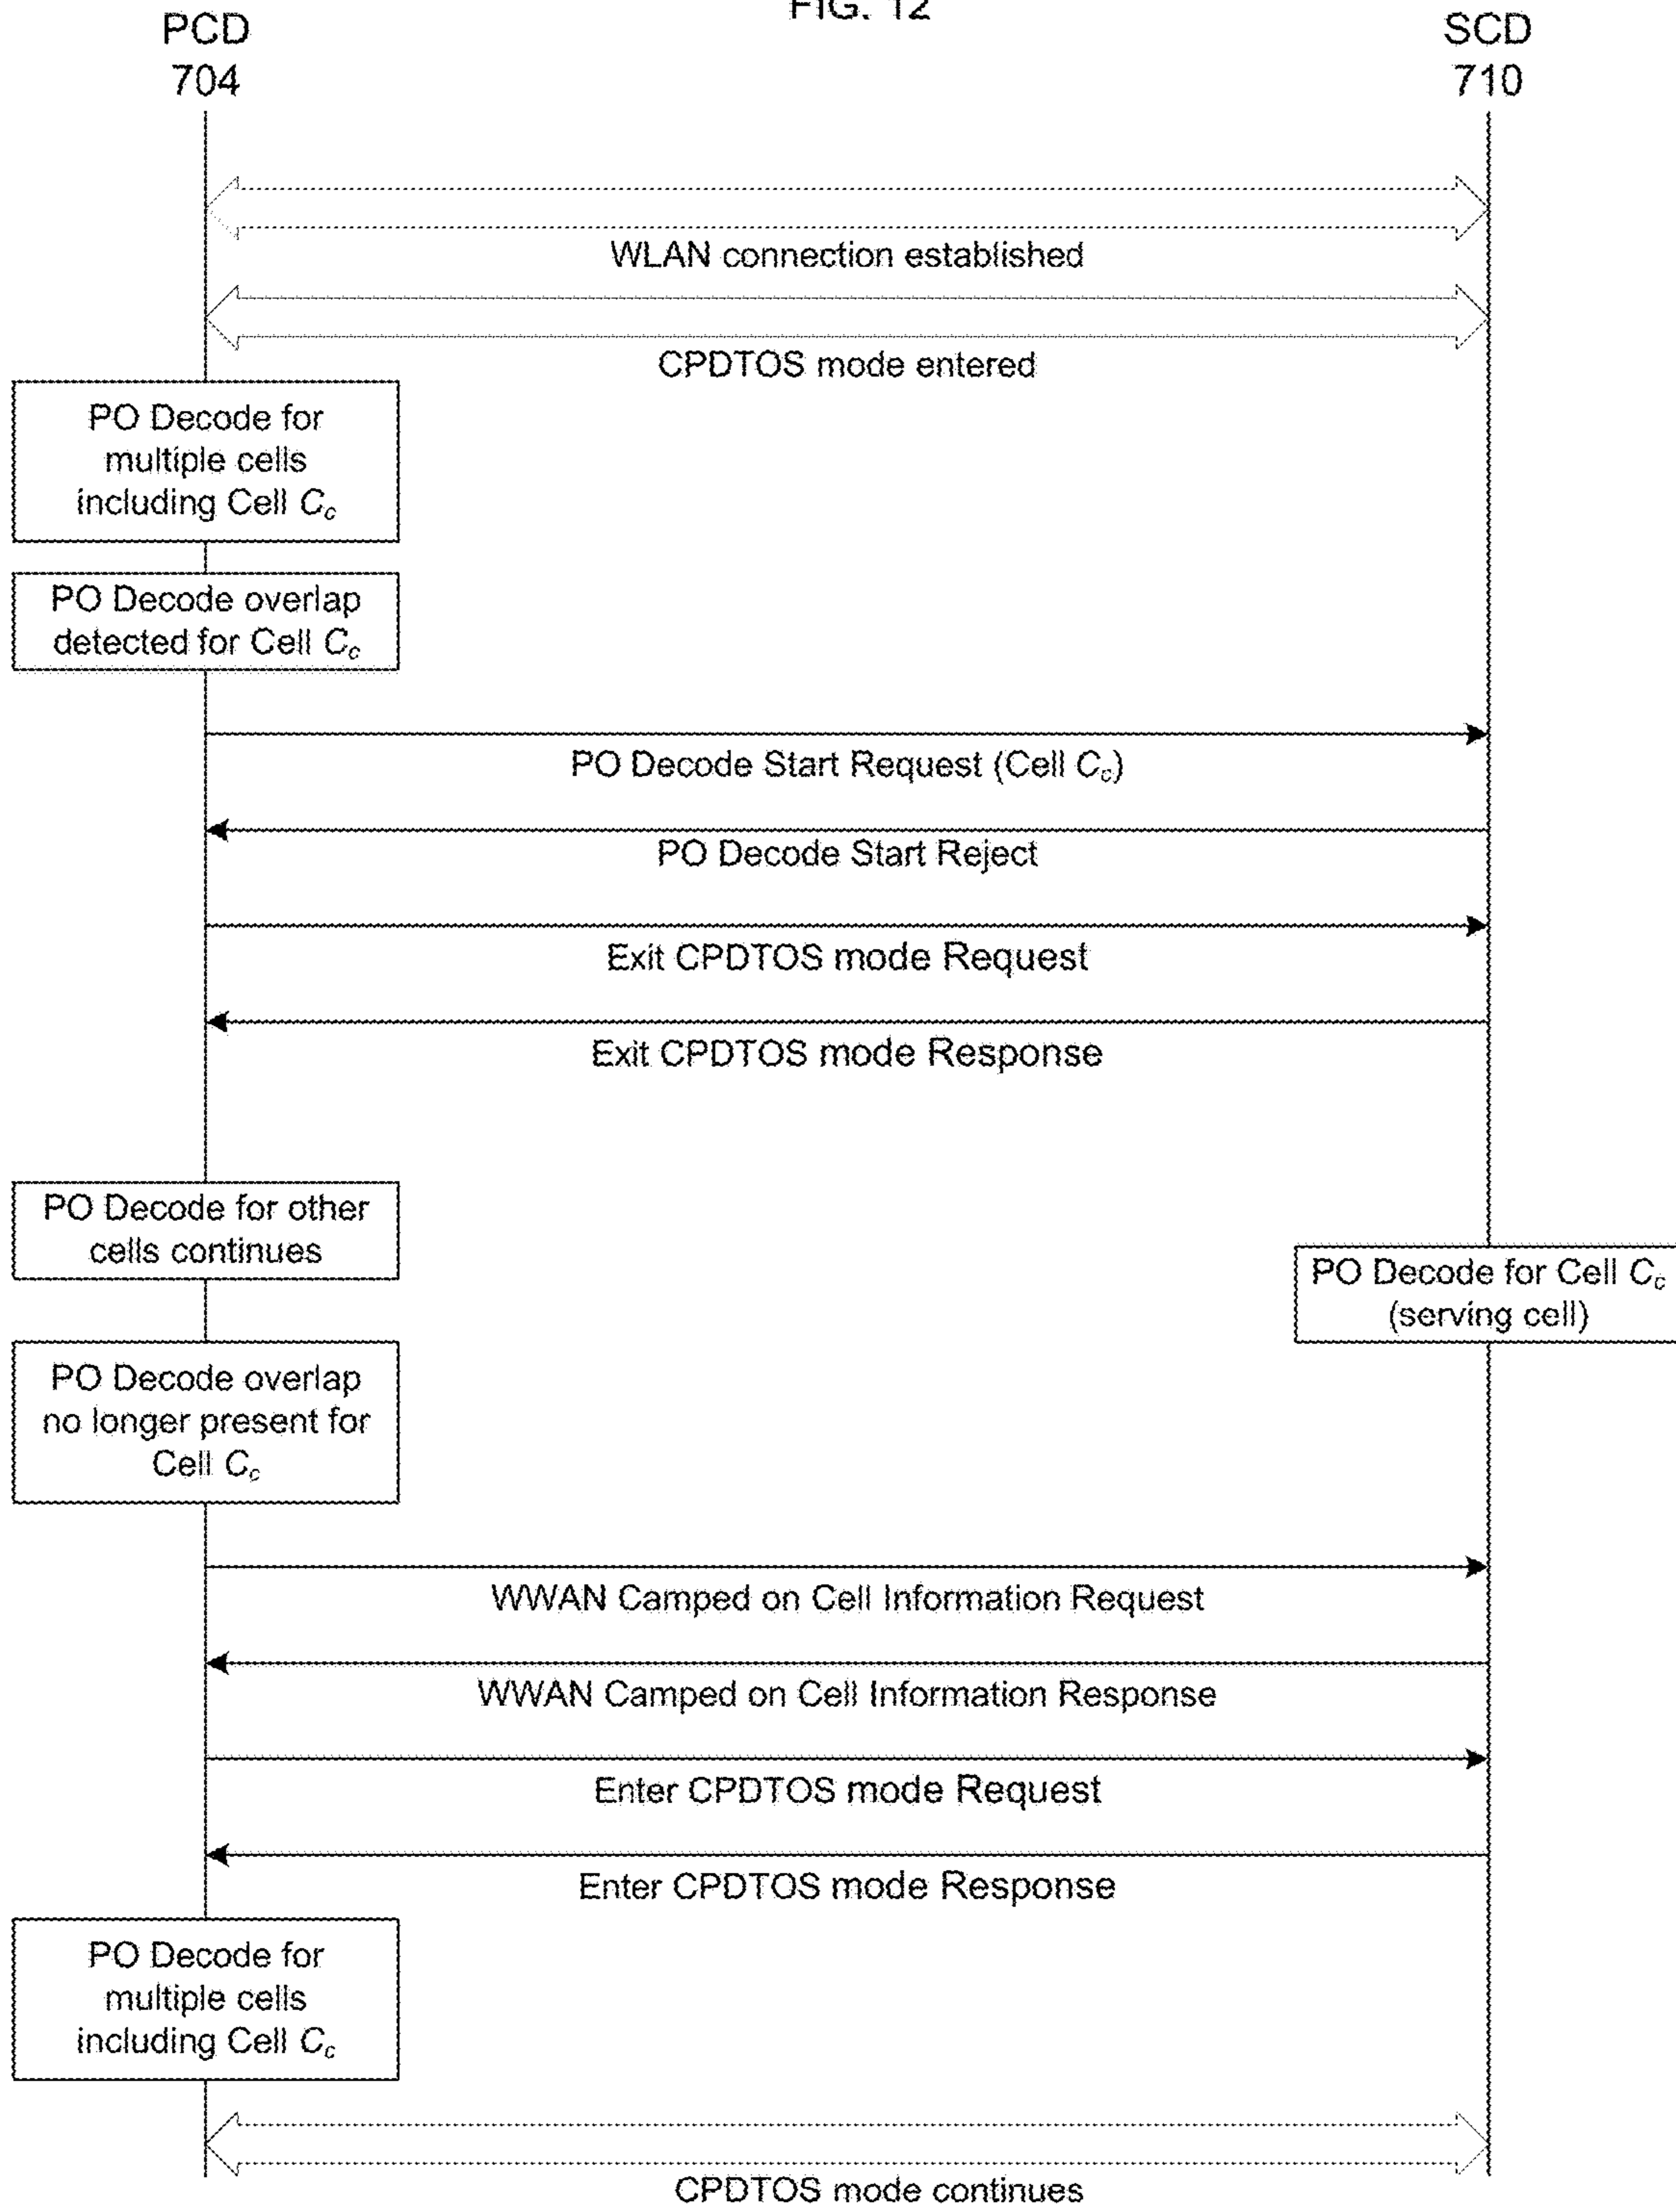 FIG. 12
PCD
704
SCD
710
WLAN connection established
CPDTOS mode entered
PO Decode for
multiple cells
including Cell Cc
PO Decode overlap
detected for Cell Cc
PO Decode Start Request (Cell Cc)
PO Decode Start Reject
Exit CPDTOS mode Request
Exit CPDTOS mode Response
PO Decode for other
cells continues
PO Decode for Cell Cc
(serving cell)
PO Decode overlap
no longer present for
Cell Cc
WWAN Camped on Cell Information Request
WWAN Camped on Cell Information Response
Enter CPDTOS mode Request
Enter CPDTOS mode Response
PO Decode for
multiple cells
including Cell Cc
CPDTOS mode continues